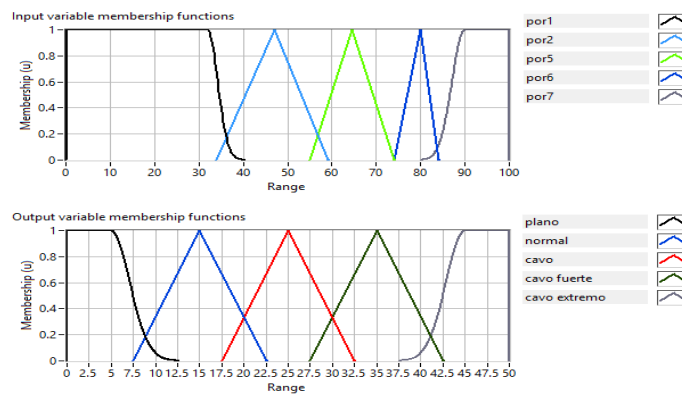 Input variable membership functions
Membership (u)
1
0.8
0.6
0.4
0.2
0
0 10 20 30 40 50 60 70 80 90 100
Range
por1
por2
por5
por6
por7
Output variable membership functions
Membership (u)
1
0.8
0.6
0.4
0.2
0
0 2.5 5 7.5 10 12.5 15 17.5 20 22.5 25 27.5 30 32.5 35 37.5 40 42.5 45 47.5 50
Range
plano
normal
cavo
cavo fuerte
cavo extremo